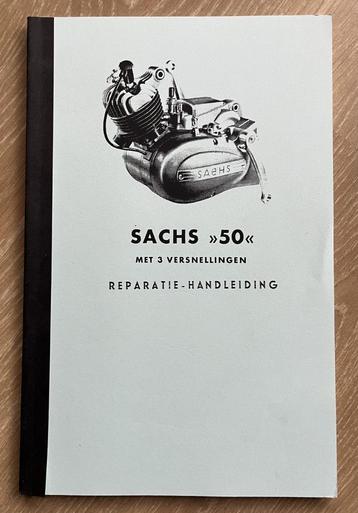 SACHS
SACHS »50«
MET 3 VERSNELLINGEN
REPARATIE-HANDLEIDING